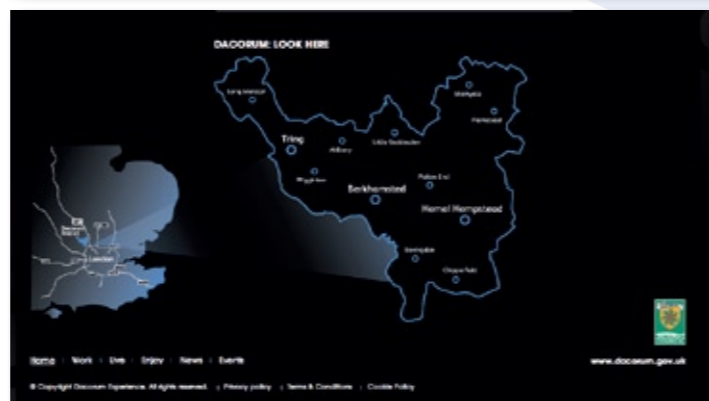 DACORUM: LOOK HERE
Long Marston
Markyate
Flamstead
Tring
Aldbury
Little Gaddesden
Wigginton
Potten End
Berkhamsted
Hemel Hempstead
Bovingdon
Chipperfield
London
Home Work Live Enjoy News Events
www.dacorum.gov.uk
© Copyright Dacorum Experience. All rights reserved. Privacy policy Terms & Conditions Cookie Policy